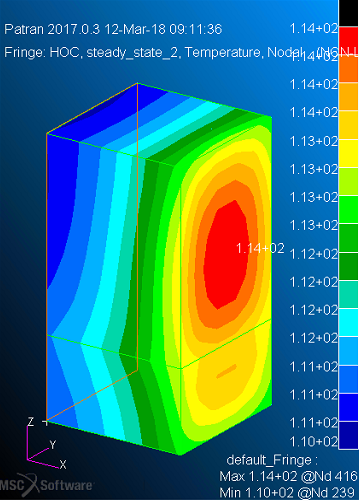 Patran 2017.0.3 12-Mar-18 09:11:36
Fringe: HOC, steady_state_2, Temperature, Nodal, (NON-L
1.14+02
1.14+02
1.14+02
1.14+02
1.13+02
1.13+02
1.13+02
1.13+02
1.12+02
1.12+02
1.12+02
1.12+02
1.11+02
1.11+02
1.11+02
1.10+02
1.14+02
Z
Y
X
MSC Software
default_Fringe :
Max 1.14+02 @Nd 416
Min 1.10+02 @Nd 239